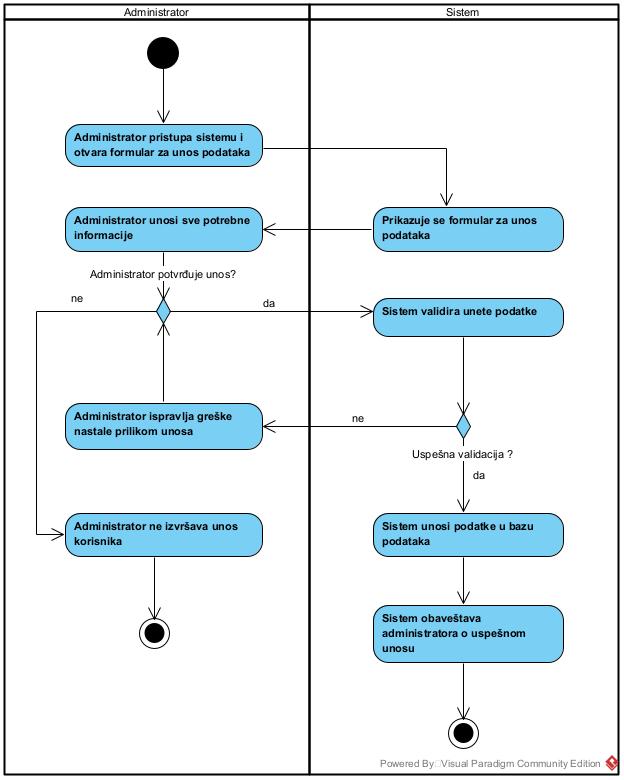 Administrator
Sistem
Administrator pristupa sistemu i
otvara formular za unos podataka
Administrator unosi sve potrebne
informacije
Prikazuje se formular za unos
podataka
Administrator potvrđuje unos?
ne
da
Sistem validira unete podatke
Administrator ispravlja greške
nastale prilikom unosa
ne
Uspešna validacija ?
da
Administrator ne izvršava unos
korisnika
Sistem unosi podatke u bazu
podataka
Sistem obaveštava
administratora o uspešnom
unosu
Powered By Visual Paradigm Community Edition